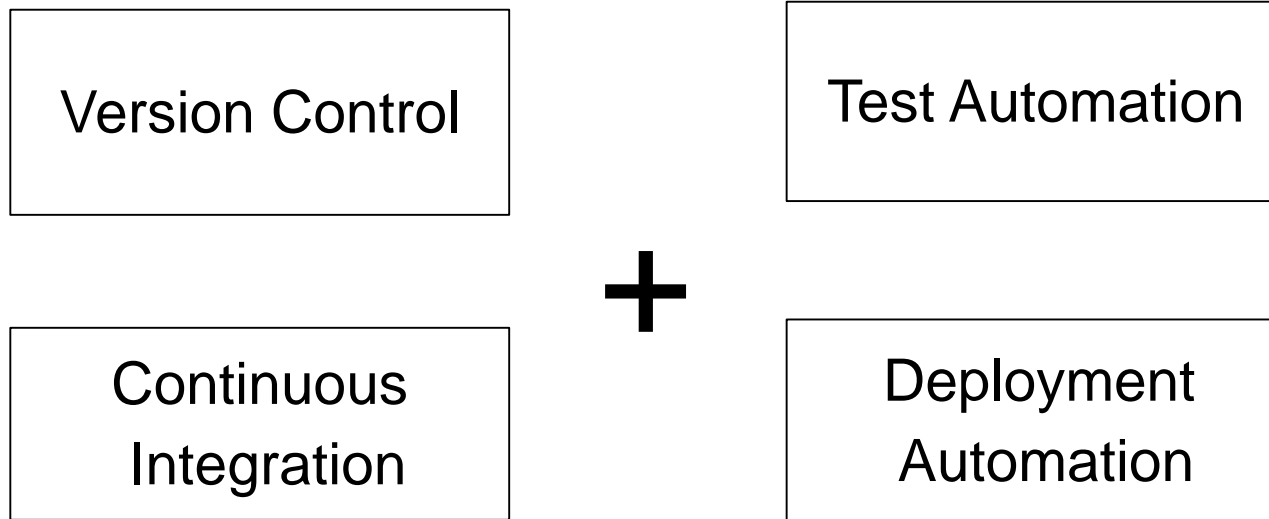 Version Control
Test Automation
+
Continuous
Integration
Deployment
Automation